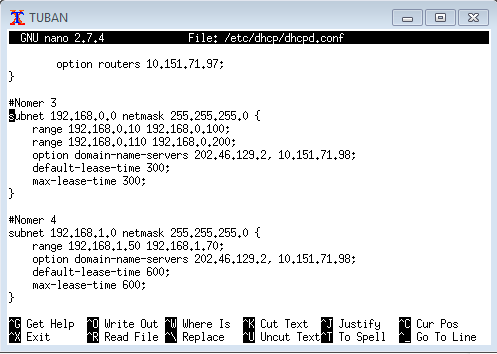 TUBAN
GNU nano 2.7.4 File: /etc/dhcp/dhcpd.conf
option routers 10.151.71.97;
}
#Nomer 3
subnet 192.168.0.0 netmask 255.255.255.0 {
range 192.168.0.10 192.168.0.100;
range 192.168.0.110 192.168.0.200;
option domain-name-servers 202.46.129.2, 10.151.71.98;
default-lease-time 300;
max-lease-time 300;
}
#Nomer 4
subnet 192.168.1.0 netmask 255.255.255.0 {
range 192.168.1.50 192.168.1.70;
option domain-name-servers 202.46.129.2, 10.151.71.98;
default-lease-time 600;
max-lease-time 600;
}
^G Get Help ^O Write Out ^W Where Is ^K Cut Text ^J Justify ^C Cur Pos
^X Exit ^R Read File ^\ Replace ^U Uncut Text ^T To Spell ^_ Go To Line